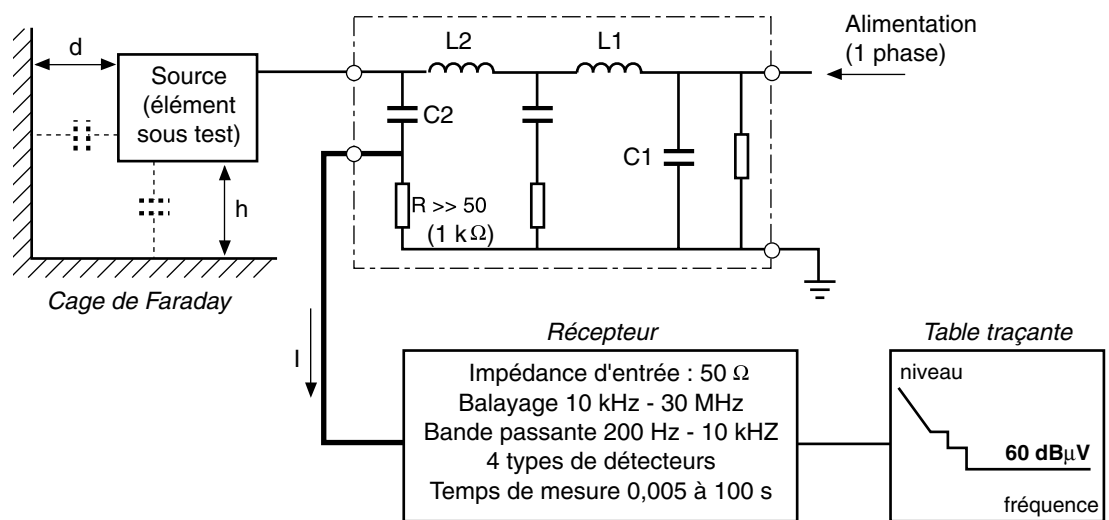 Alimentation
(1 phase)
d
L2
L1
Source
(élément
sous test)
C2
C1
h
R >> 50
(1 kΩ)
Cage de Faraday
I
Récepteur
Impédance d'entrée : 50 Ω
Balayage 10 kHz - 30 MHz
Bande passante 200 Hz - 10 kHZ
4 types de détecteurs
Temps de mesure 0,005 à 100 s
Table traçante
niveau
60 dBμV
fréquence